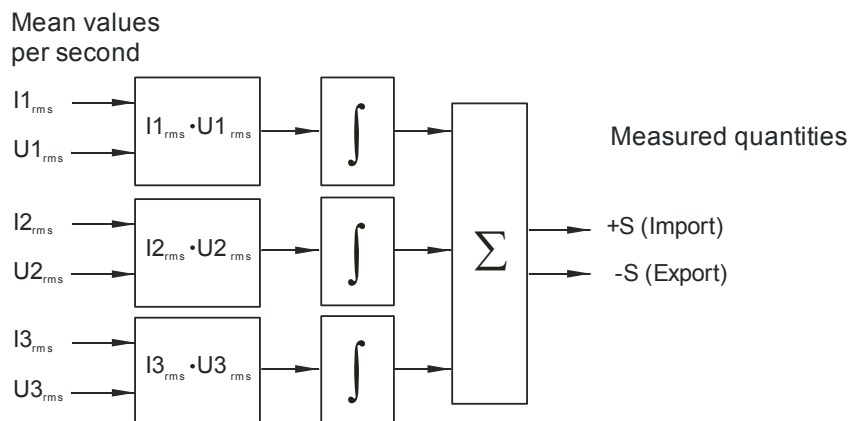 Mean values
per second
I1rms
U1rms
I1rms·U1rms
∫
I2rms
U2rms
I2rms·U2rms
∫
I3rms
U3rms
I3rms·U3rms
∫
Σ
Measured quantities
+S (Import)
-S (Export)